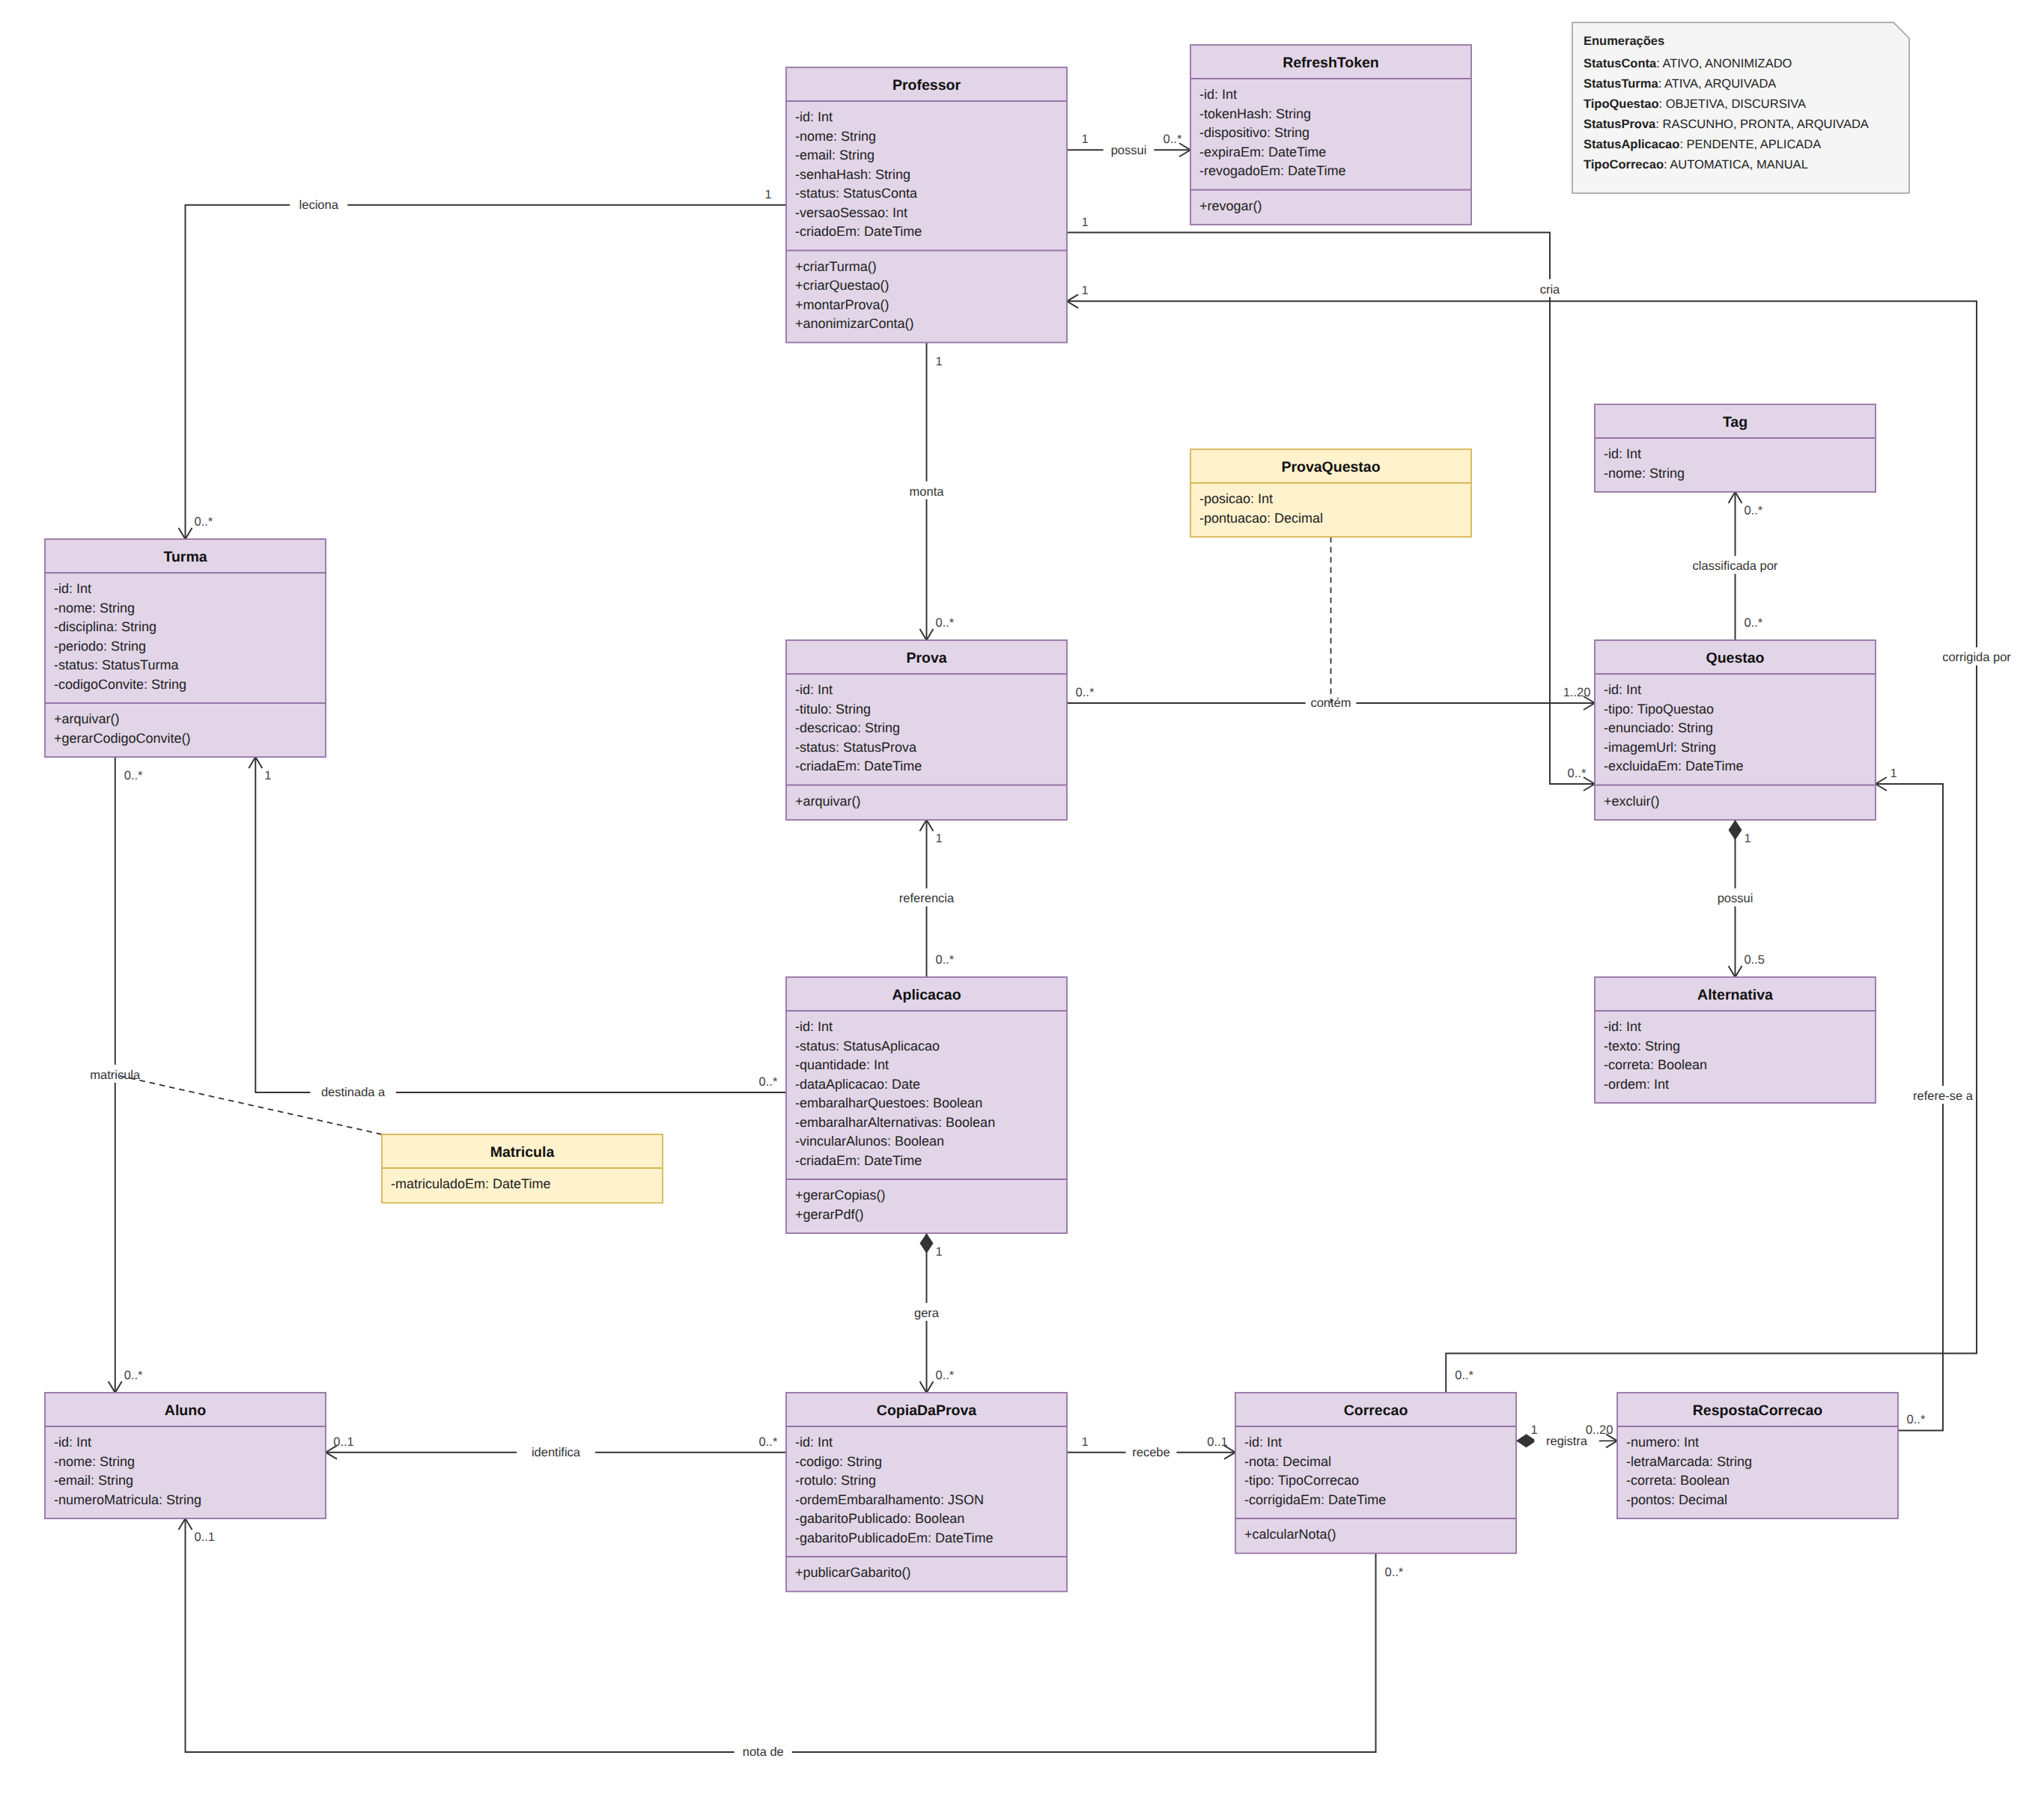 Enumerações
StatusConta: ATIVO, ANONIMIZADO
StatusTurma: ATIVA, ARQUIVADA
TipoQuestao: OBJETIVA, DISCURSIVA
StatusProva: RASCUNHO, PRONTA, ARQUIVADA
StatusAplicacao: PENDENTE, APLICADA
TipoCorrecao: AUTOMATICA, MANUAL
Professor
-id: Int
-nome: String
-email: String
-senhaHash: String
-status: StatusConta
-versaoSessao: Int
-criadoEm: DateTime
+criarTurma()
+criarQuestao()
+montarProva()
+anonimizarConta()
1
possui
0..*
RefreshToken
-id: Int
-tokenHash: String
-dispositivo: String
-expiraEm: DateTime
-revogadoEm: DateTime
+revogar()
1
leciona
0..*
1
cria
0..*
1
corrigida por
0..*
1
monta
0..*
Tag
-id: Int
-nome: String
0..*
classificada por
0..*
ProvaQuestao
-posicao: Int
-pontuacao: Decimal
Turma
-id: Int
-nome: String
-disciplina: String
-periodo: String
-status: StatusTurma
-codigoConvite: String
+arquivar()
+gerarCodigoConvite()
Prova
-id: Int
-titulo: String
-descricao: String
-status: StatusProva
-criadaEm: DateTime
+arquivar()
0..*
contém
1..20
Questao
-id: Int
-tipo: TipoQuestao
-enunciado: String
-imagemUrl: String
-excluidaEm: DateTime
+excluir()
0..*
matricula
0..*
1
destinada a
0..*
1
referencia
0..*
1
possui
0..5
1
refere-se a
0..*
Aplicacao
-id: Int
-status: StatusAplicacao
-quantidade: Int
-dataAplicacao: Date
-embaralharQuestoes: Boolean
-embaralharAlternativas: Boolean
-vincularAlunos: Boolean
-criadaEm: DateTime
+gerarCopias()
+gerarPdf()
Alternativa
-id: Int
-texto: String
-correta: Boolean
-ordem: Int
Matricula
-matriculadoEm: DateTime
1
gera
0..*
Aluno
-id: Int
-nome: String
-email: String
-numeroMatricula: String
0..1
identifica
0..*
CopiaDaProva
-id: Int
-codigo: String
-rotulo: String
-ordemEmbaralhamento: JSON
-gabaritoPublicado: Boolean
-gabaritoPublicadoEm: DateTime
+publicarGabarito()
1
recebe
0..1
Correcao
-id: Int
-nota: Decimal
-tipo: TipoCorrecao
-corrigidaEm: DateTime
+calcularNota()
1
registra
0..20
RespostaCorrecao
-numero: Int
-letraMarcada: String
-correta: Boolean
-pontos: Decimal
0..1
nota de
0..*